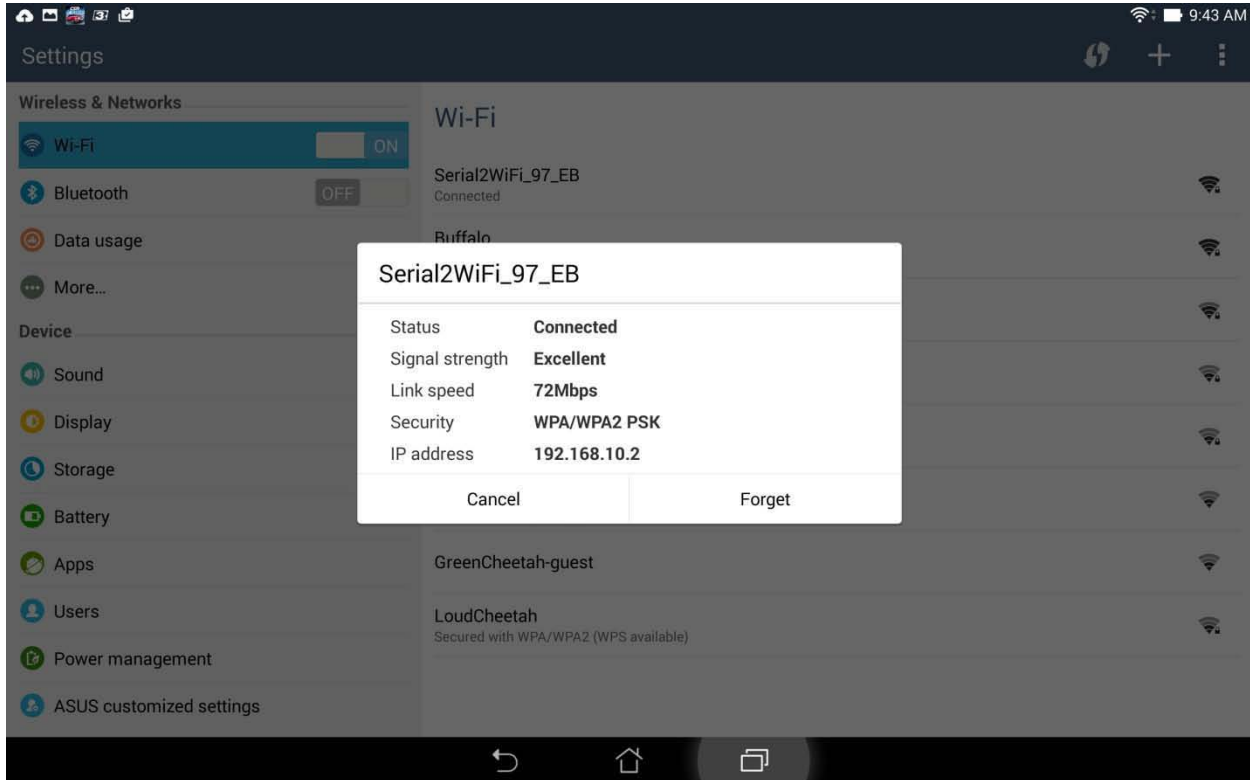 31 9:43 AM
Settings
Wireless & Networks
Wi-Fi ON
Bluetooth OFF
Data usage
More...
Device
Sound
Display
Storage
Battery
Apps
Users
Power management
ASUS customized settings
Wi-Fi
Serial2WiFi_97_EB
Connected
Buffalo
Serial2WiFi_97_EB
Status Connected
Signal strength Excellent
Link speed 72Mbps
Security WPA/WPA2 PSK
IP address 192.168.10.2
Cancel Forget
GreenCheetah-guest
LoudCheetah
Secured with WPA/WPA2 (WPS available)